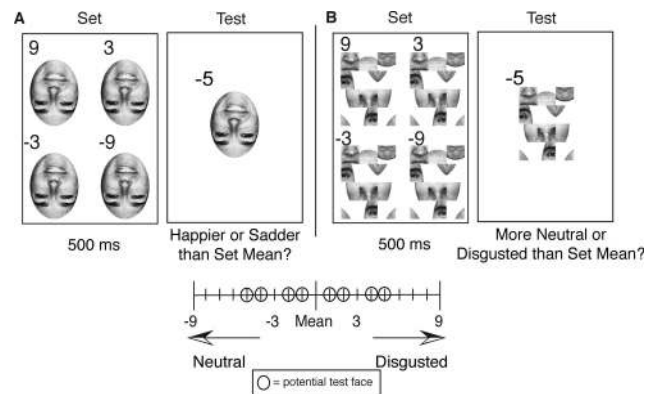 A Set Test
9 3
-5
-3 -9
500 ms
Happier or Sadder
than Set Mean?
B Set Test
9 3
-5
-3 -9
500 ms
More Neutral or
Disgusted than Set Mean?
-9 -3 Mean 3 9
Neutral Disgusted
= potential test face